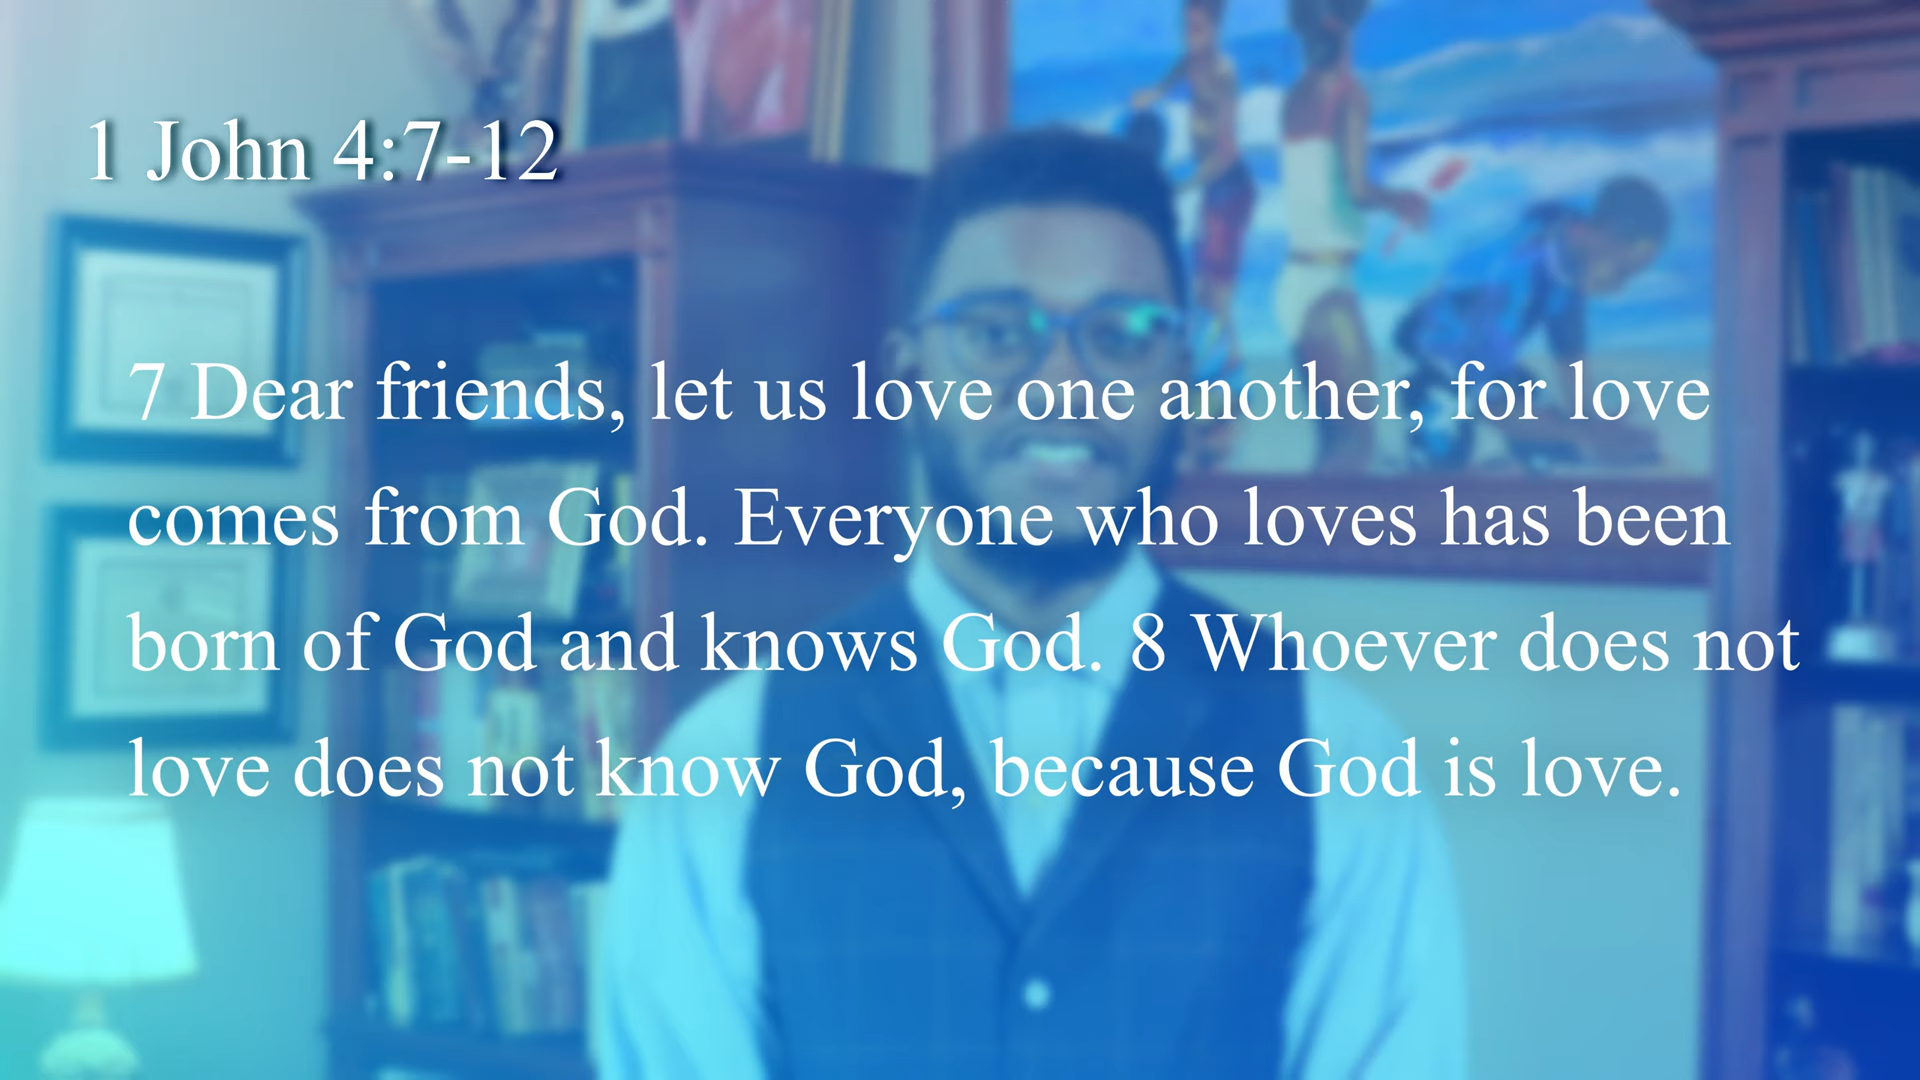 1 John 4:7-12
7 Dear friends, let us love one another, for love
comes from God. Everyone who loves has been
born of God and knows God. 8 Whoever does not
love does not know God, because God is love.